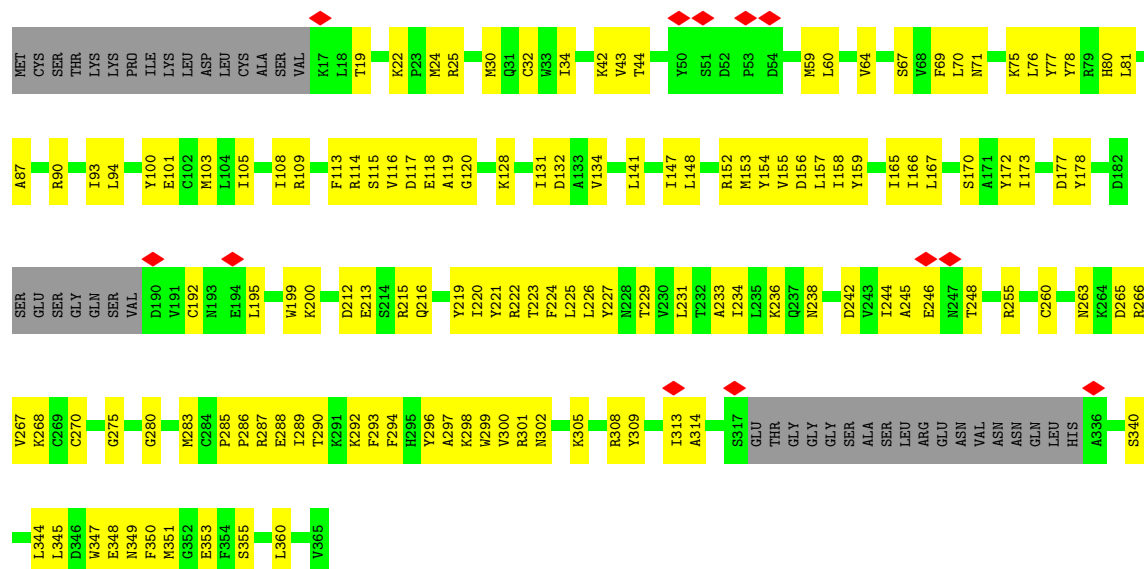 MET CYS SER THR LYS LYS PRO ILE LYS LEU ASP LEU CYS ALA SER VAL K17 L18 T19 K22 P23 M24 R25 M30 Q31 C32 W33 I34 K42 V43 T44 Y50 S51 D52 P53 D54 M59 L60 V64 S67 V68 F69 L70 N71 K75 L76 Y77 Y78 R79 H80 L81
A87 R90 I93 L94 Y100 E101 C102 M103 L104 I105 I108 R109 F113 R114 S115 V116 D117 E118 A119 G120 K128 I131 D132 A133 V134 L141 I147 L148 R152 M153 Y154 V155 D156 L157 I158 Y159 I165 I166 L167 S170 A171 Y172 I173 D177 Y178 D182
SER GLU SER GLY GLN SER VAL D190 V191 C192 N193 E194 L195 W199 K200 D212 E213 S214 R215 Q216 Y219 I220 Y221 R222 T223 F224 L225 L226 Y227 N228 T229 V230 L231 T232 A233 I234 L235 K236 Q237 N238 D242 V243 I244 A245 E246 N247 T248 R255 C260 N263 K264 D265 R266
V267 K268 C269 C270 G275 G280 M283 C284 P285 P286 R287 E288 I289 T290 K291 K292 F293 F294 H295 Y296 A297 K298 W299 V300 R301 N302 K305 R308 Y309 I313 A314 S317 GLU THR GLY GLY GLY SER ALA SER LEU ARG GLU ASN VAL ASN ASN GLN LEU HIS A336 S340
L344 L345 D346 W347 E348 N349 F350 M351 G352 E353 F354 S355 L360 V365